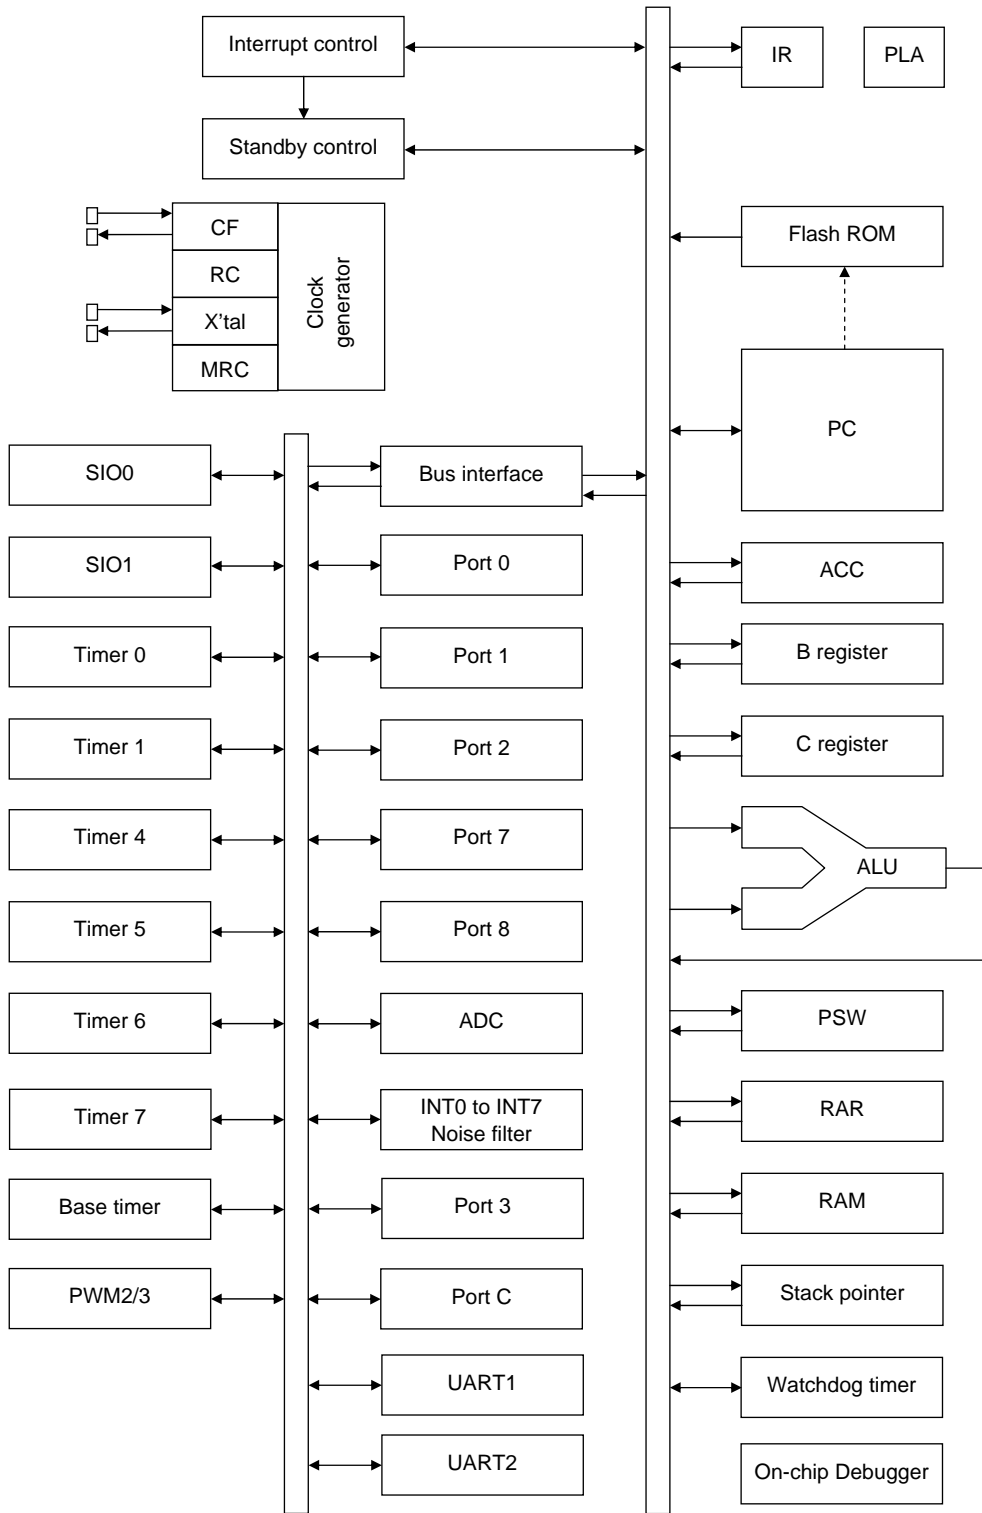 Interrupt control
IR
PLA
Standby control
CF
RC
X'tal
MRC
Clock
generator
Flash ROM
PC
SIO0
Bus interface
SIO1
Port 0
ACC
Timer 0
Port 1
B register
Timer 1
Port 2
C register
Timer 4
Port 7
ALU
Timer 5
Port 8
Timer 6
ADC
PSW
Timer 7
INT0 to INT7
Noise filter
RAR
Base timer
Port 3
RAM
PWM2/3
Port C
Stack pointer
UART1
Watchdog timer
UART2
On-chip Debugger